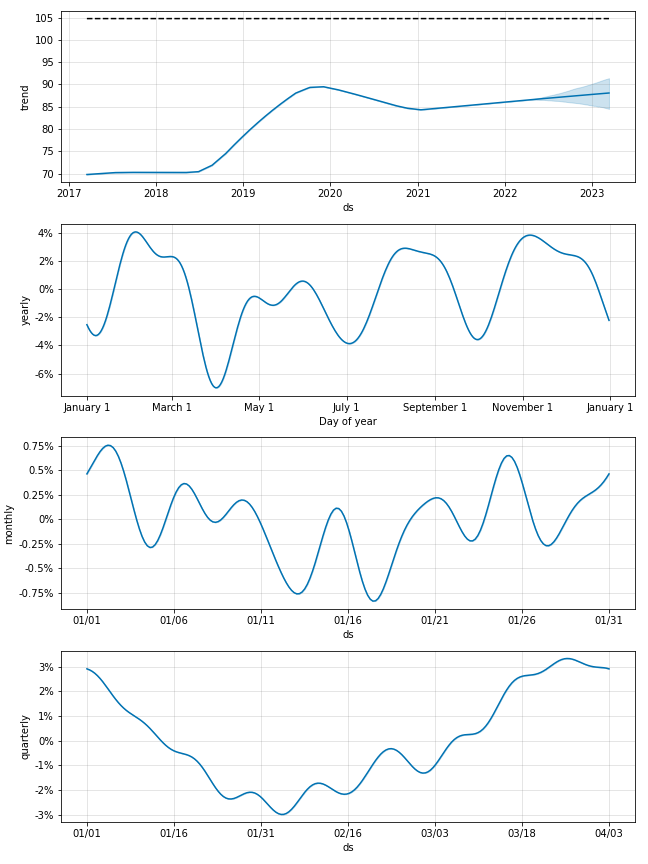 105
100
95
90
85
80
75
70
trend
2017 2018 2019 2020 2021 2022 2023
ds
4%
2%
0%
-2%
-4%
-6%
yearly
January 1 March 1 May 1 July 1 September 1 November 1 January 1
Day of year
0.75%
0.5%
0.25%
0%
-0.25%
-0.5%
-0.75%
monthly
01/01 01/06 01/11 01/16 01/21 01/26 01/31
ds
3%
2%
1%
0%
-1%
-2%
-3%
quarterly
01/01 01/16 01/31 02/16 03/03 03/18 04/03
ds